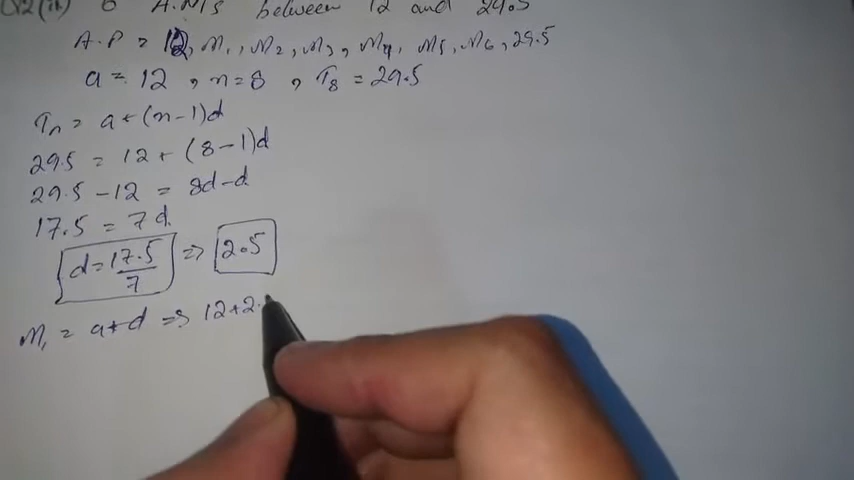 Q2(ii) 6 A.M's between 12 and 29.5
A.P = 12, M₁, M₂, M₃, M₄, M₅, M₆, 29.5
a = 12, n = 8, T₈ = 29.5
Tₙ = a + (n-1)d
29.5 = 12 + (8-1)d
29.5 - 12 = 8d-d
17.5 = 7d
d = 17.5/7 => 2.5
M₁ = a+d => 12+2.